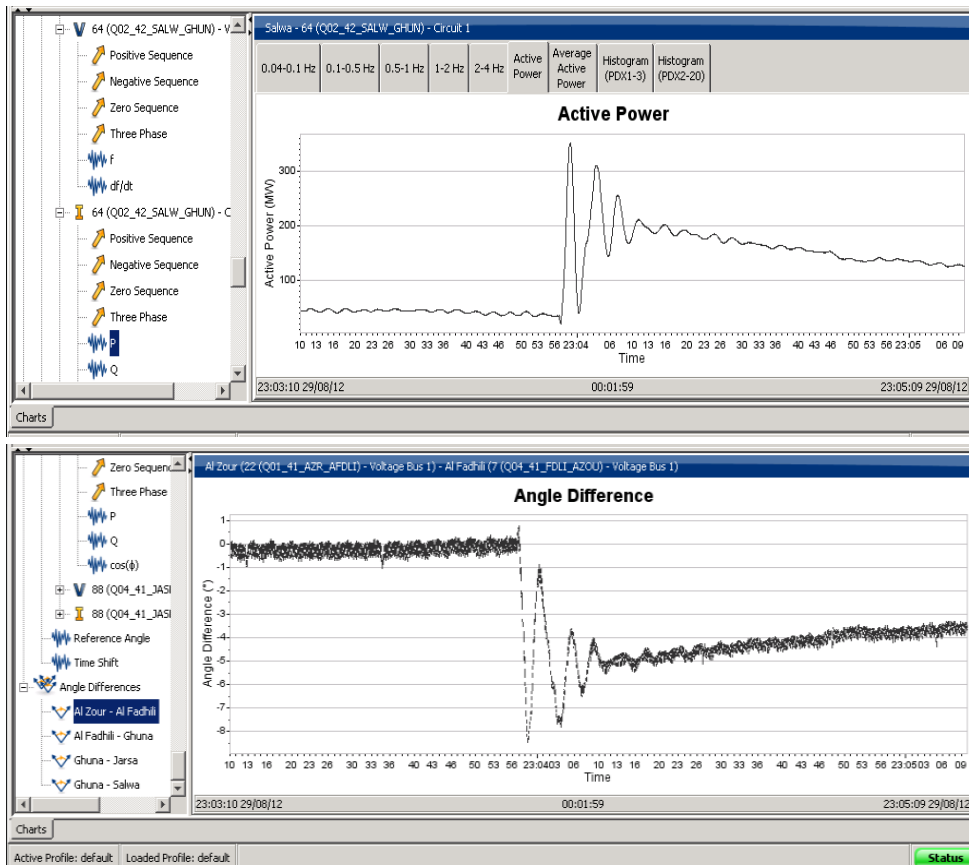 64 (Q02_42_SALW_GHUN) - V
Positive Sequence
Negative Sequence
Zero Sequence
Three Phase
f
df/dt
64 (Q02_42_SALW_GHUN) - C
Positive Sequence
Negative Sequence
Zero Sequence
Three Phase
P
Q
Charts
Salwa - 64 (Q02_42_SALW_GHUN) - Circuit 1
0.04-0.1 Hz 0.1-0.5 Hz 0.5-1 Hz 1-2 Hz 2-4 Hz Active Power Average Active Power Histogram (PDX1-3) Histogram (PDX2-20)
Active Power
Active Power (MW)
300
200
100
10 13 16 20 23 26 30 33 36 40 43 46 50 53 56 23:04 06 10 13 16 20 23 26 30 33 36 40 43 46 50 53 56 23:05 06 09
Time
23:03:10 29/08/12 00:01:59 23:05:09 29/08/12
Zero Sequenc
Three Phase
P
Q
cos(ϕ)
88 (Q04_41_JASI
88 (Q04_41_JASI
Reference Angle
Time Shift
Angle Differences
Al Zour - Al Fadhili
Al Fadhili - Ghuna
Ghuna - Jarsa
Ghuna - Salwa
Charts
Al Zour (22 (Q01_41_AZR_AFDLI) - Voltage Bus 1) - Al Fadhili (7 (Q04_41_FDLI_AZOU) - Voltage Bus 1)
Angle Difference
Angle Difference (°)
1
0
-1
-2
-3
-4
-5
-6
-7
-8
10 13 16 20 23 26 30 33 36 40 43 46 50 53 56 23:0403 06 10 13 16 20 23 26 30 33 36 40 43 46 50 53 56 23:0503 06 09
Time
23:03:10 29/08/12 00:01:59 23:05:09 29/08/12
Active Profile: default Loaded Profile: default Status